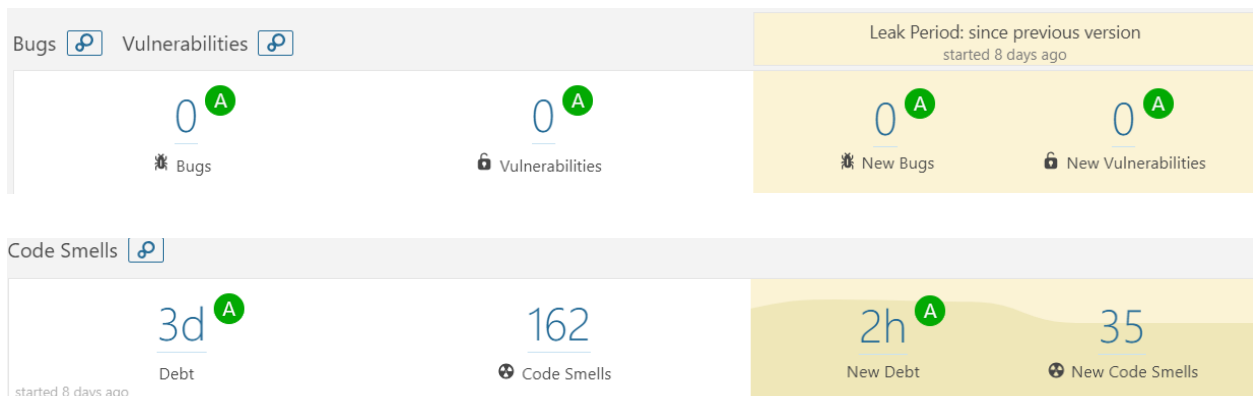 Bugs Vulnerabilities
Leak Period: since previous version
started 8 days ago
0 A 0 A 0 A 0 A
Bugs Vulnerabilities New Bugs New Vulnerabilities
Code Smells
3d A 162 2h A 35
Debt Code Smells New Debt New Code Smells
started 8 days ago